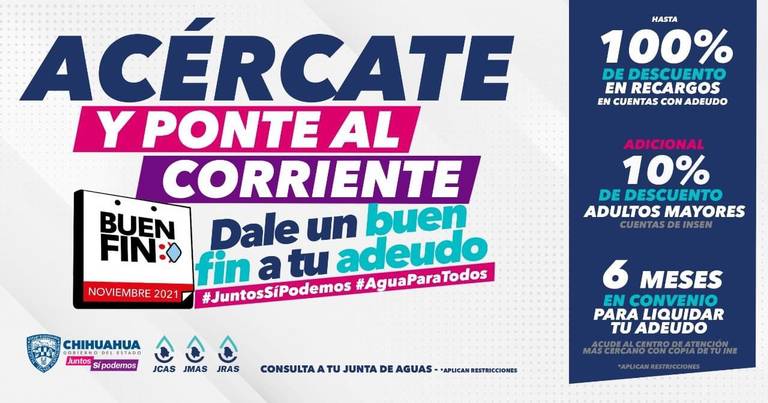 ACÉRCATE
Y PONTE AL
CORRIENTE
BUEN
FIN
NOVIEMBRE 2021
Dale un buen
fin a tu adeudo
#JuntosSíPodemos #AguaParaTodos
CHIHUAHUA
GOBIERNO DEL ESTADO
Juntos Sí podemos
JCAS JMAS JRAS
CONSULTA A TU JUNTA DE AGUAS - *APLICAN RESTRICCIONES
HASTA
100%
DE DESCUENTO
EN RECARGOS
EN CUENTAS CON ADEUDO
ADICIONAL
10%
DE DESCUENTO
ADULTOS MAYORES
CUENTAS DE INSEN
6 MESES
EN CONVENIO
PARA LIQUIDAR
TU ADEUDO
ACUDE AL CENTRO DE ATENCIÓN
MÁS CERCANO CON COPIA DE TU INE
*APLICAN RESTRICCIONES